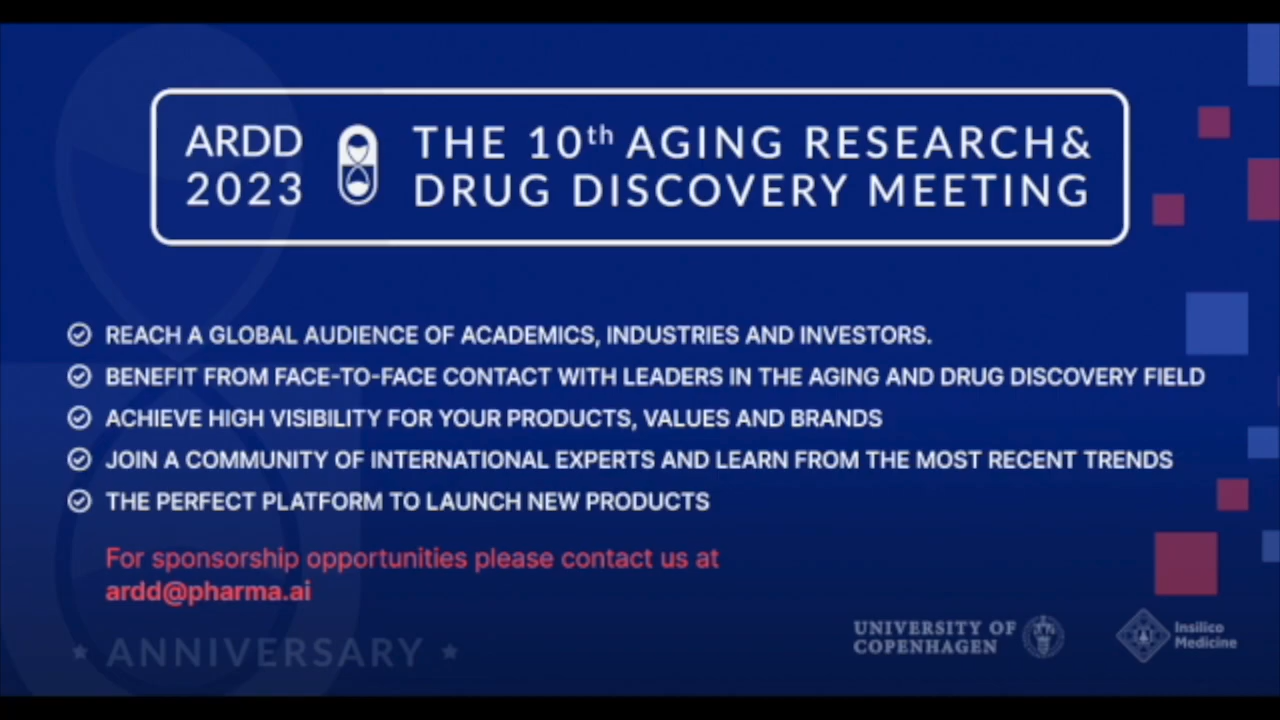 ARDD
2023
THE 10th AGING RESEARCH&
DRUG DISCOVERY MEETING
REACH A GLOBAL AUDIENCE OF ACADEMICS, INDUSTRIES AND INVESTORS.
BENEFIT FROM FACE-TO-FACE CONTACT WITH LEADERS IN THE AGING AND DRUG DISCOVERY FIELD
ACHIEVE HIGH VISIBILITY FOR YOUR PRODUCTS, VALUES AND BRANDS
JOIN A COMMUNITY OF INTERNATIONAL EXPERTS AND LEARN FROM THE MOST RECENT TRENDS
THE PERFECT PLATFORM TO LAUNCH NEW PRODUCTS
For sponsorship opportunities please contact us at
ardd@pharma.ai
ANNIVERSARY
UNIVERSITY OF
COPENHAGEN
Insilico
Medicine